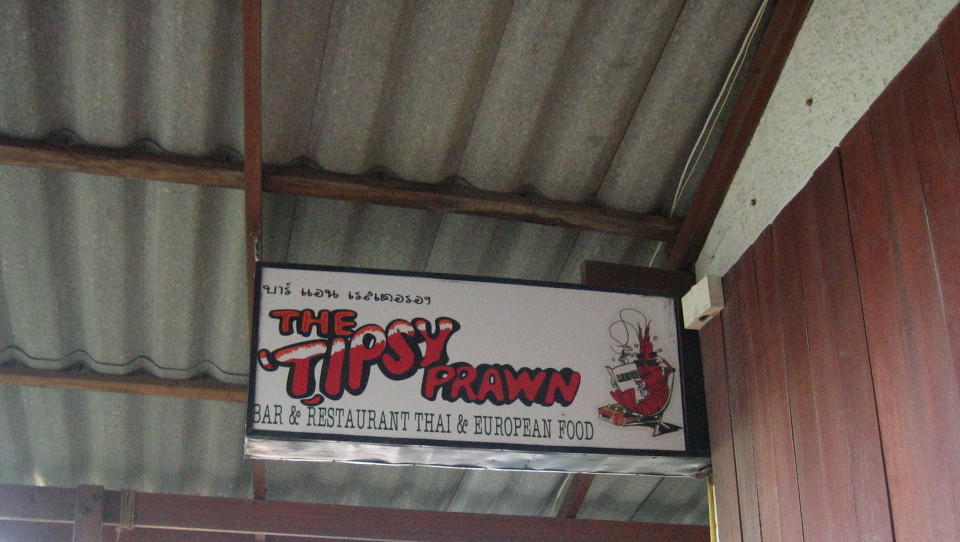 บาร์ แอน เรสเตอรอง
THE
TIPSY
PRAWN
BAR & RESTAURANT THAI & EUROPEAN FOOD